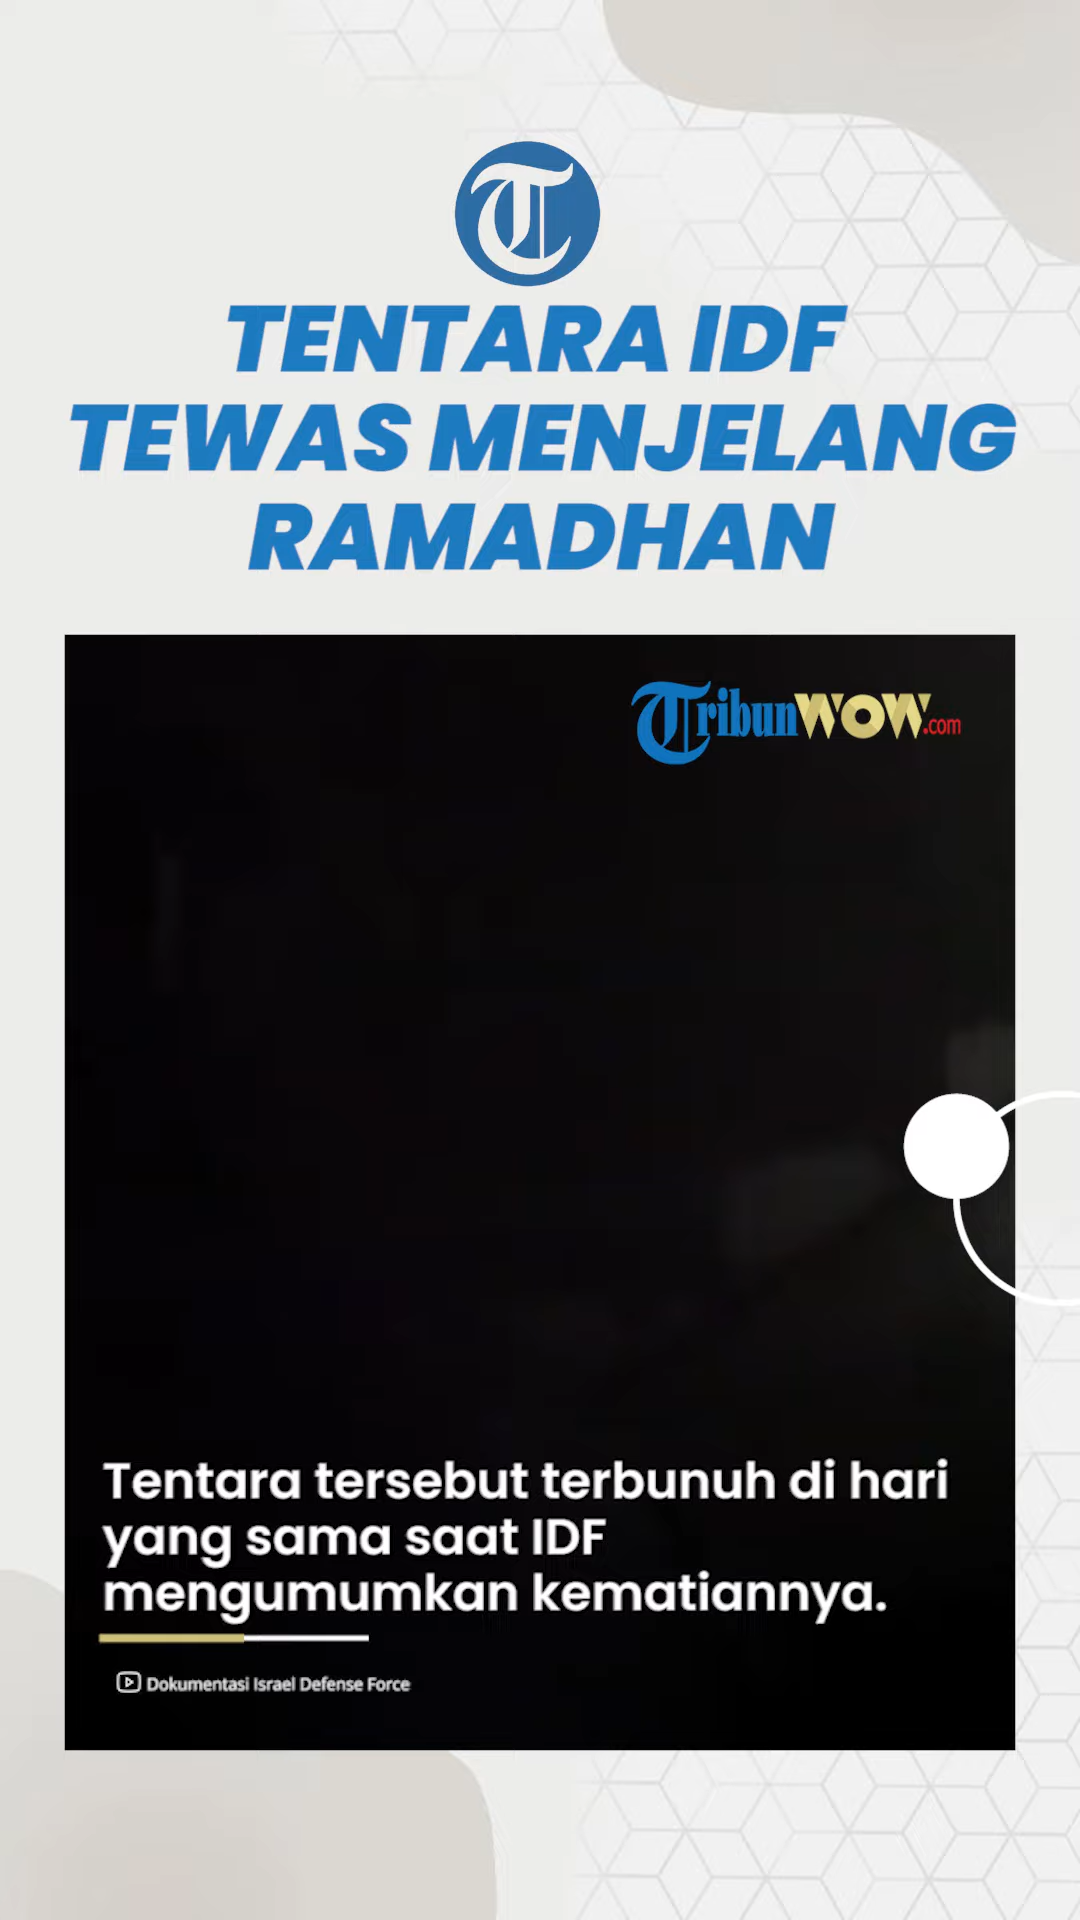 T
TENTARA IDF
TEWAS MENJELANG
RAMADHAN
TribunWOW.com
Tentara tersebut terbunuh di hari
yang sama saat IDF
mengumumkan kematiannya.
Dokumentasi Israel Defense Force